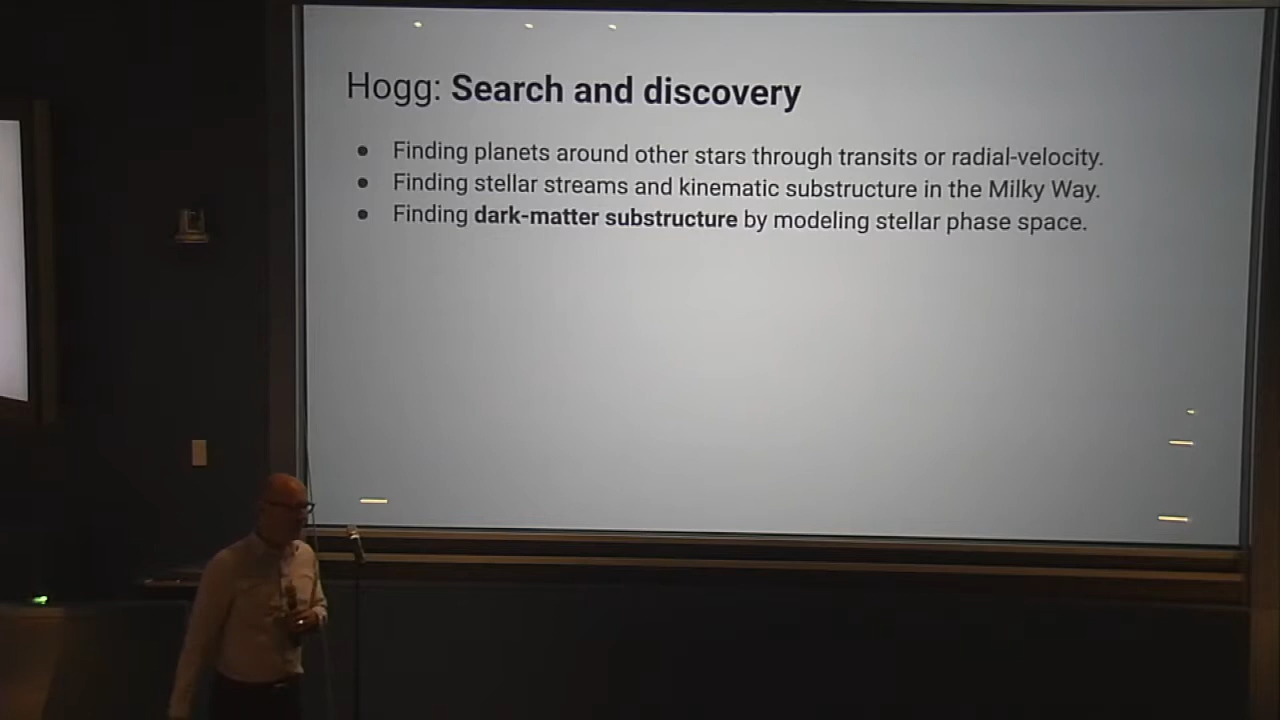 Hogg: Search and discovery
• Finding planets around other stars through transits or radial-velocity.
• Finding stellar streams and kinematic substructure in the Milky Way.
• Finding dark-matter substructure by modeling stellar phase space.